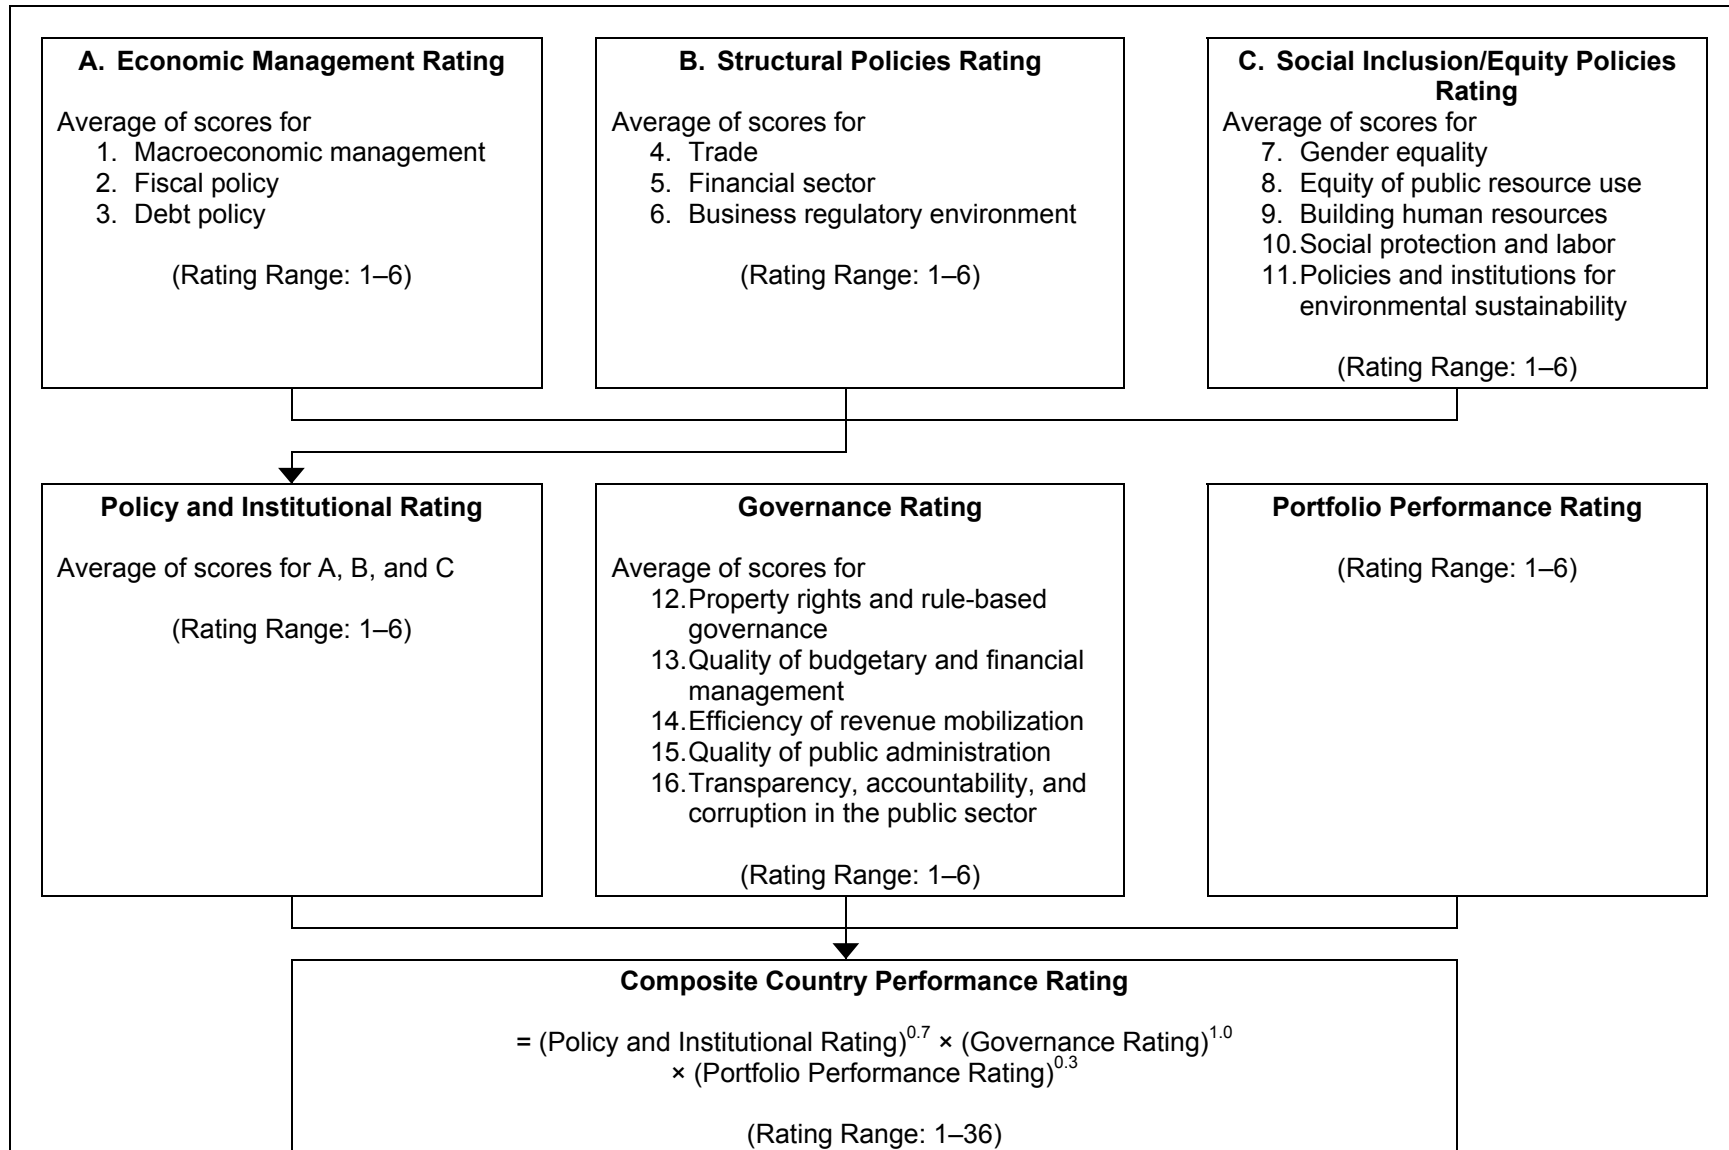 A. Economic Management Rating
Average of scores for
1. Macroeconomic management
2. Fiscal policy
3. Debt policy
(Rating Range: 1–6)
B. Structural Policies Rating
Average of scores for
4. Trade
5. Financial sector
6. Business regulatory environment
(Rating Range: 1–6)
C. Social Inclusion/Equity Policies
Rating
Average of scores for
7. Gender equality
8. Equity of public resource use
9. Building human resources
10. Social protection and labor
11. Policies and institutions for
environmental sustainability
(Rating Range: 1–6)
Policy and Institutional Rating
Average of scores for A, B, and C
(Rating Range: 1–6)
Governance Rating
Average of scores for
12. Property rights and rule-based
governance
13. Quality of budgetary and financial
management
14. Efficiency of revenue mobilization
15. Quality of public administration
16. Transparency, accountability, and
corruption in the public sector
(Rating Range: 1–6)
Portfolio Performance Rating
(Rating Range: 1–6)
Composite Country Performance Rating
= (Policy and Institutional Rating)^0.7 × (Governance Rating)^1.0
× (Portfolio Performance Rating)^0.3
(Rating Range: 1–36)